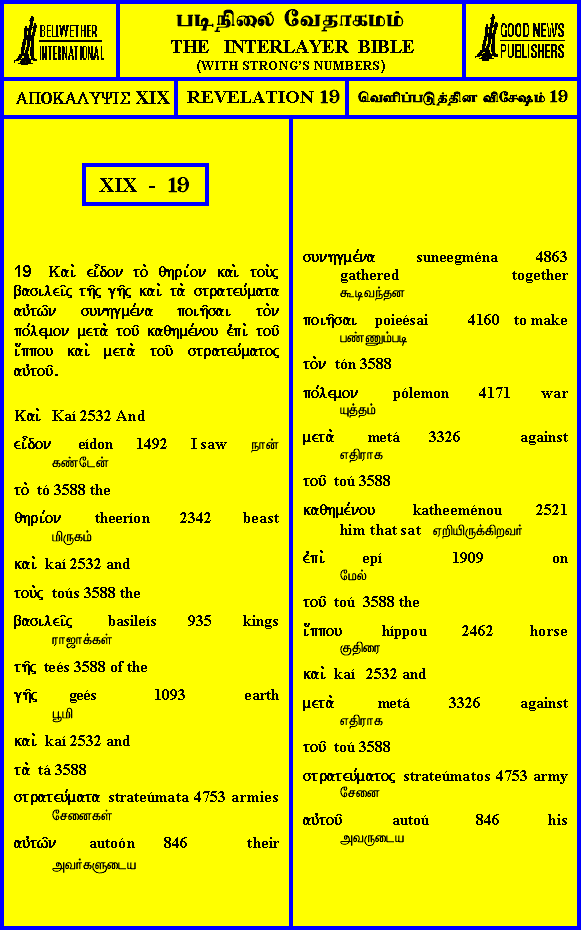 BELLWETHER
INTERNATIONAL
படிநிலை வேதாகமம்
THE INTERLAYER BIBLE
(WITH STRONG'S NUMBERS)
GOOD NEWS
PUBLISHERS
ΑΠΟΚΑΛΥΨΙΣ XIX
REVELATION 19
வெளிப்படுத்தின விசேஷம் 19
XIX - 19
19 Καὶ εἶδον τὸ θηρίον καὶ τοὺς
βασιλεῖς τῆς γῆς καὶ τὰ στρατεύματα
αὐτῶν συνηγμένα ποιῆσαι τὸν
πόλεμον μετὰ τοῦ καθημένου ἐπὶ τοῦ
ἵππου καὶ μετὰ τοῦ στρατεύματος
αὐτοῦ.
Καὶ Kaí 2532 And
εἶδον eídon 1492 I saw நான்
கண்டேன்
τὸ tó 3588 the
θηρίον theeríon 2342 beast
மிருகம்
καὶ kaí 2532 and
τοὺς toús 3588 the
βασιλεῖς basileís 935 kings
ராஜாக்கள்
τῆς teés 3588 of the
γῆς geés 1093 earth
பூமி
καὶ kaí 2532 and
τὰ tá 3588
στρατεύματα strateúmata 4753 armies
சேனைகள்
αὐτῶν autoón 846 their
அவர்களுடைய
συνηγμένα suneegména 4863
gathered together
கூடிவந்தன
ποιῆσαι poieésai 4160 to make
பண்ணும்படி
τὸν tón 3588
πόλεμον pólemon 4171 war
யுத்தம்
μετὰ metá 3326 against
எதிராக
τοῦ toú 3588
καθημένου katheeménou 2521
him that sat ஏறியிருக்கிறவர்
ἐπὶ epí 1909 on
மேல்
τοῦ toú 3588 the
ἵππου híppou 2462 horse
குதிரை
καὶ kaí 2532 and
μετὰ metá 3326 against
எதிராக
τοῦ toú 3588
στρατεύματος strateúmatos 4753 army
சேனை
αὐτοῦ autoú 846 his
அவருடைய